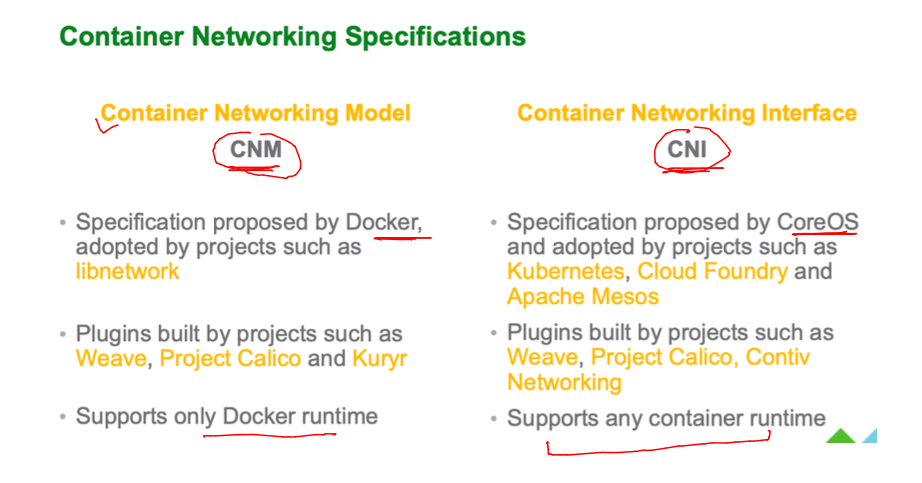 Container Networking Specifications
Container Networking Model
CNM
• Specification proposed by Docker,
adopted by projects such as
libnetwork
• Plugins built by projects such as
Weave, Project Calico and Kuryr
• Supports only Docker runtime
Container Networking Interface
CNI
• Specification proposed by CoreOS
and adopted by projects such as
Kubernetes, Cloud Foundry and
Apache Mesos
• Plugins built by projects such as
Weave, Project Calico, Contiv
Networking
• Supports any container runtime